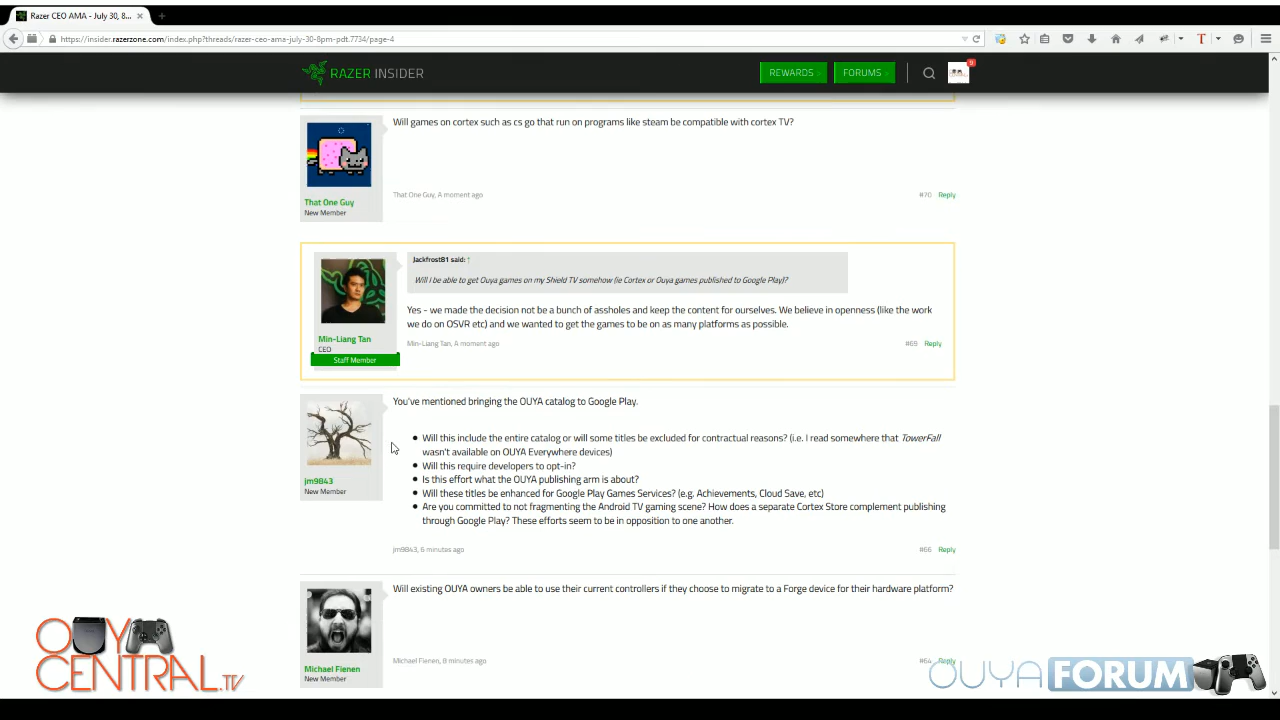 Razer CEO AMA - July 30, 8...
https://insider.razerzone.com/index.php?threads/razer-ceo-ama-july-30-8pm-pdt.7734/page-4
RAZER INSIDER
REWARDS
FORUMS
Will games on cortex such as cs go that run on programs like steam be compatible with cortex TV?
That One Guy
New Member
That One Guy, A moment ago
#70 Reply
Jackfrost81 said: ↑
Will I be able to get Ouya games on my Shield TV somehow (ie Cortex or Ouya games published to Google Play)?
Yes - we made the decision not be a bunch of assholes and keep the content for ourselves. We believe in openness (like the work
we do on OSVR etc) and we wanted to get the games to be on as many platforms as possible.
Min-Liang Tan
CEO
Staff Member
Min-Liang Tan, A moment ago
#69 Reply
You've mentioned bringing the OUYA catalog to Google Play.
• Will this include the entire catalog or will some titles be excluded for contractual reasons? (i.e. I read somewhere that TowerFall
wasn't available on OUYA Everywhere devices)
• Will this require developers to opt-in?
• Is this effort what the OUYA publishing arm is about?
• Will these titles be enhanced for Google Play Games Services? (e.g. Achievements, Cloud Save, etc)
• Are you committed to not fragmenting the Android TV gaming scene? How does a separate Cortex Store complement publishing
through Google Play? These efforts seem to be in opposition to one another.
jm9843
New Member
jm9843, 6 minutes ago
#66 Reply
Will existing OUYA owners be able to use their current controllers if they choose to migrate to a Forge device for their hardware platform?
Michael Fienen
New Member
Michael Fienen, 8 minutes ago
#64 Reply
OUYA
CENTRAL.TV
OUYAFORUM